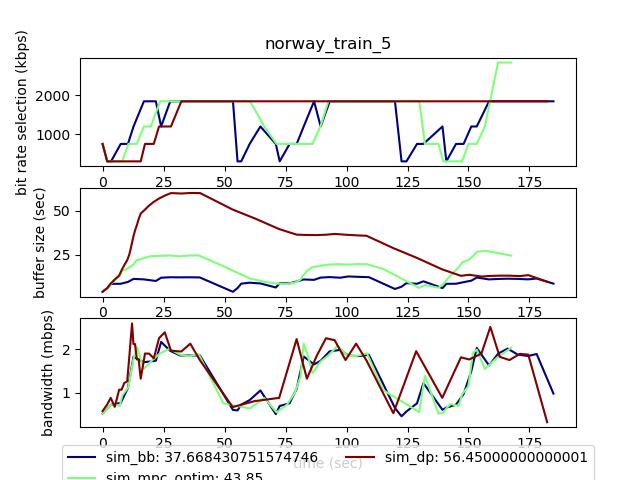 norway_train_5
bit rate selection (kbps)
2000
1000
0 25 50 75 100 125 150 175
buffer size (sec)
50
25
0 25 50 75 100 125 150 175
bandwidth (mbps)
2
1
0 25 50 75 100 125 150 175
time (sec)
sim_bb: 37.668430751574746 sim_dp: 56.45000000000001
sim_mpc_optim: 43.85